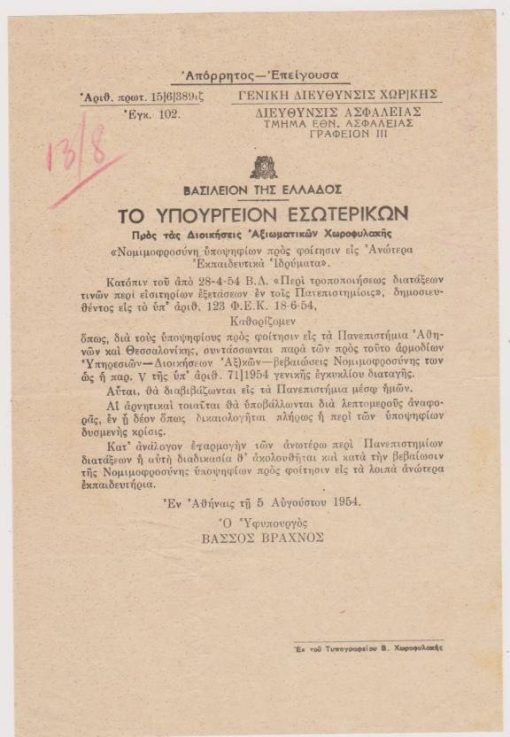 Ἀπόρρητος—Ἐπείγουσα
Ἀριθ. πρωτ. 15|6|389ιζ
Ἐγκ. 102.
ΓΕΝΙΚΗ ΔΙΕΥΘΥΝΣΙΣ ΧΩΡ|ΚΗΣ
ΔΙΕΥΘΥΝΣΙΣ ΑΣΦΑΛΕΙΑΣ
ΤΜΗΜΑ ΕΘΝ. ΑΣΦΑΛΕΙΑΣ
ΓΡΑΦΕΙΟΝ ΙΙΙ
13/8
ΒΑΣΙΛΕΙΟΝ ΤΗΣ ΕΛΛΑΔΟΣ
ΤΟ ΥΠΟΥΡΓΕΙΟΝ ΕΣΩΤΕΡΙΚΩΝ
Πρὸς τὰς Διοικήσεις Ἀξιωματικῶν Χωροφυλακῆς
«Νομιμοφροσύνη ὑποψηφίων πρὸς φοίτησιν εἰς Ἀνώτερα
Ἐκπαιδευτικὰ Ἱδρύματα».
Κατόπιν τοῦ ἀπὸ 28-4-54 Β.Δ. «Περὶ τροποποιήσεως διατάξεων
τινῶν περὶ εἰσιτηρίων ἐξετάσεων ἐν τοῖς Πανεπιστημίοις», δημοσιευ-
θέντος εἰς τὸ ὑπ' ἀριθ. 123 Φ.Ε.Κ. 18-6-54,
Καθορίζομεν
ὅπως, διὰ τοὺς ὑποψηφίους πρὸς φοίτησιν εἰς τὰ Πανεπιστήμια Ἀθη-
νῶν καὶ Θεσσαλονίκης, συντάσσωνται παρὰ τῶν πρὸς τοῦτο ἁρμοδίων
Ὑπηρεσιῶν—Διοικήσεων Ἀξ)κῶν—βεβαιώσεις Νομιμοφροσύνης των
ὡς ἡ παρ. V τῆς ὑπ' ἀριθ. 71|1954 γενικῆς ἐγκυκλίου διαταγῆς.
Αὗται, θὰ διαβιβάζωνται εἰς τὰ Πανεπιστήμια μέσῳ ἡμῶν.
Αἱ ἀρνητικαὶ τοιαῦται θὰ ὑποβάλλωνται διὰ λεπτομεροῦς ἀναφο-
ρᾶς, ἐν ᾗ δέον ὅπως δικαιολογῆται πλήρως ἡ περὶ τῶν ὑποψηφίων
δυσμενὴς κρίσις.
Κατ' ἀνάλογον ἐφαρμογὴν τῶν ἀνωτέρω περὶ Πανεπιστημίων
διατάξεων ἡ αὐτὴ διαδικασία θ' ἀκολουθῆται καὶ κατὰ τὴν βεβαίωσιν
τῆς Νομιμοφροσύνης ὑποψηφίων πρὸς φοίτησιν εἰς τὰ λοιπὰ ἀνώτερα
ἐκπαιδευτήρια.
Ἐν Ἀθήναις τῇ 5 Αὐγούστου 1954.
Ὁ Ὑφυπουργὸς
ΒΑΣΣΟΣ ΒΡΑΧΝΟΣ
Ἐκ τοῦ Τυπογραφείου Β. Χωροφυλακῆς